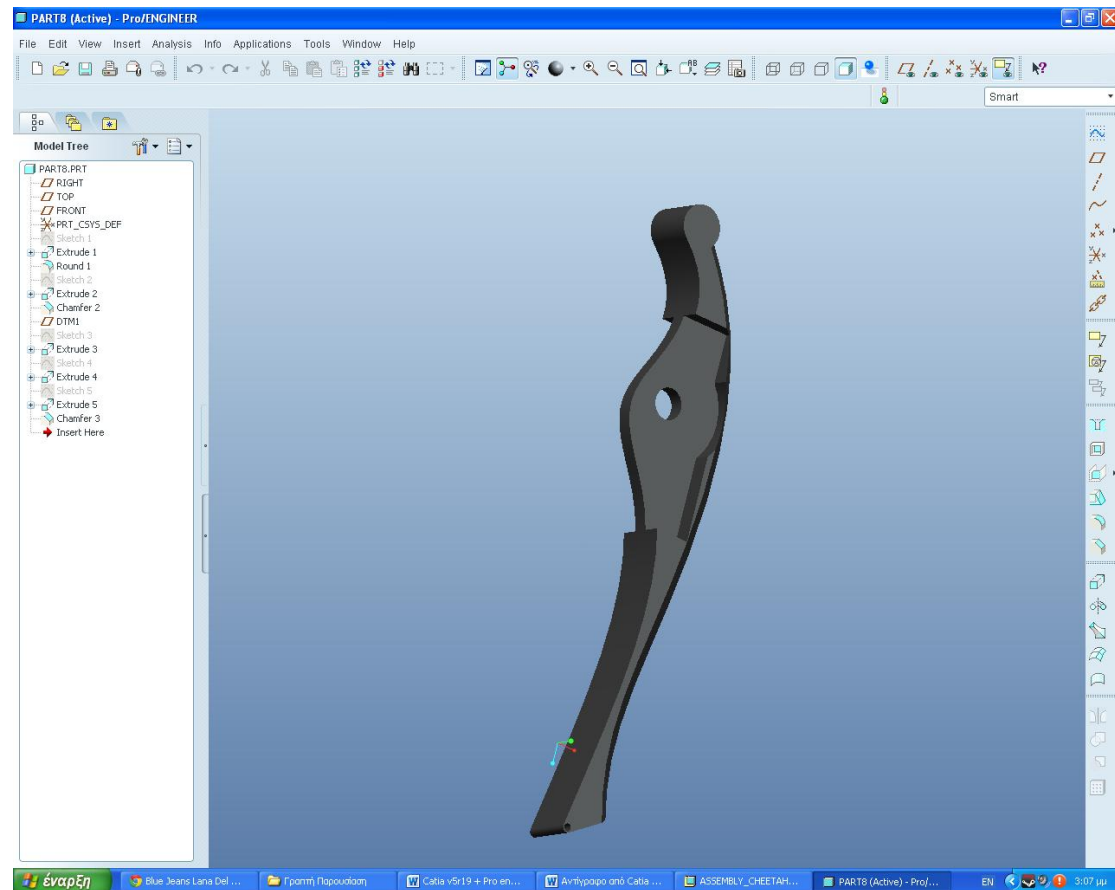 PART8 (Active) - Pro/ENGINEER
File Edit View Insert Analysis Info Applications Tools Window Help
Smart
Model Tree
PART8.PRT
RIGHT
TOP
FRONT
PRT_CSYS_DEF
Sketch 1
Extrude 1
Round 1
Sketch 2
Extrude 2
Chamfer 2
DTM1
Sketch 3
Extrude 3
Sketch 4
Extrude 4
Sketch 5
Extrude 5
Chamfer 3
Insert Here
έναρξη Blue Jeans Lana Del ... Γραπτή Παρουσίαση Catia v5r19 + Pro en... Αντίγραφο από Catia ... ASSEMBLY_CHEETAH... PART8 (Active) - Pro/... EN 3:07 μμ